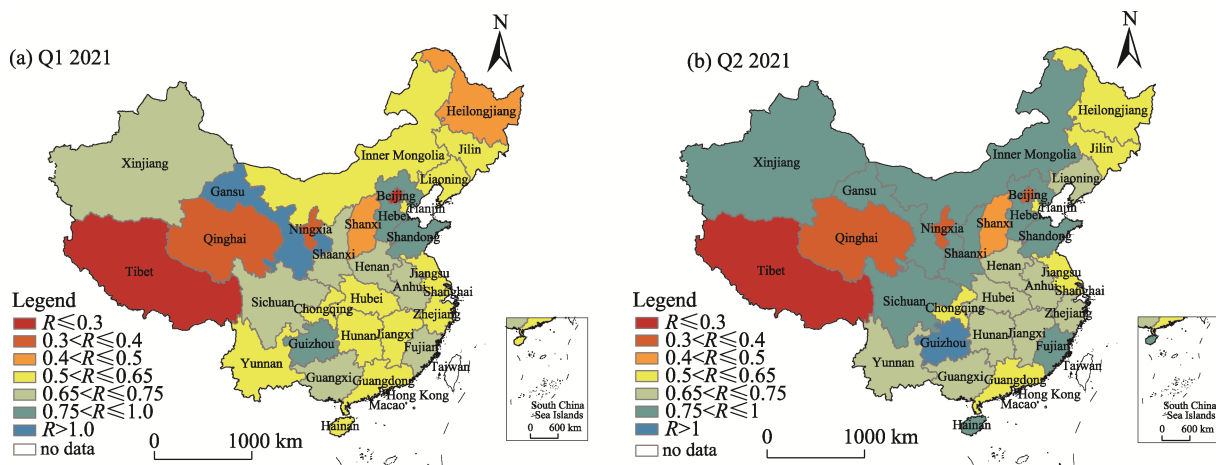 (a) Q1 2021
N
Heilongjiang
Jilin
Inner Mongolia
Liaoning
Xinjiang
Gansu
Beijing
Tianjin
Hebei
Ningxia
Shanxi
Shandong
Qinghai
Shaanxi
Tibet
Henan
Jiangsu
Anhui
Shanghai
Sichuan
Hubei
Chongqing
Zhejiang
Hunan
Jiangxi
Guizhou
Fujian
Yunnan
Taiwan
Guangxi
Guangdong
Hong Kong
Macao
Hainan
Legend
R≤0.3
0.3<R≤0.4
0.4<R≤0.5
0.5<R≤0.65
0.65<R≤0.75
0.75<R≤1.0
R>1.0
no data
0 1000 km
South China
Sea Islands
0 600 km
(b) Q2 2021
N
Heilongjiang
Jilin
Inner Mongolia
Liaoning
Xinjiang
Gansu
Beijing
Tianjin
Hebei
Ningxia
Shanxi
Shandong
Qinghai
Shaanxi
Tibet
Henan
Jiangsu
Anhui
Shanghai
Sichuan
Hubei
Chongqing
Zhejiang
Hunan
Jiangxi
Guizhou
Fujian
Yunnan
Taiwan
Guangxi
Guangdong
Hong Kong
Macao
Hainan
Legend
R≤0.3
0.3<R≤0.4
0.4<R≤0.5
0.5<R≤0.65
0.65<R≤0.75
0.75<R≤1
R>1
no data
0 1000 km
South China
Sea Islands
0 600 km